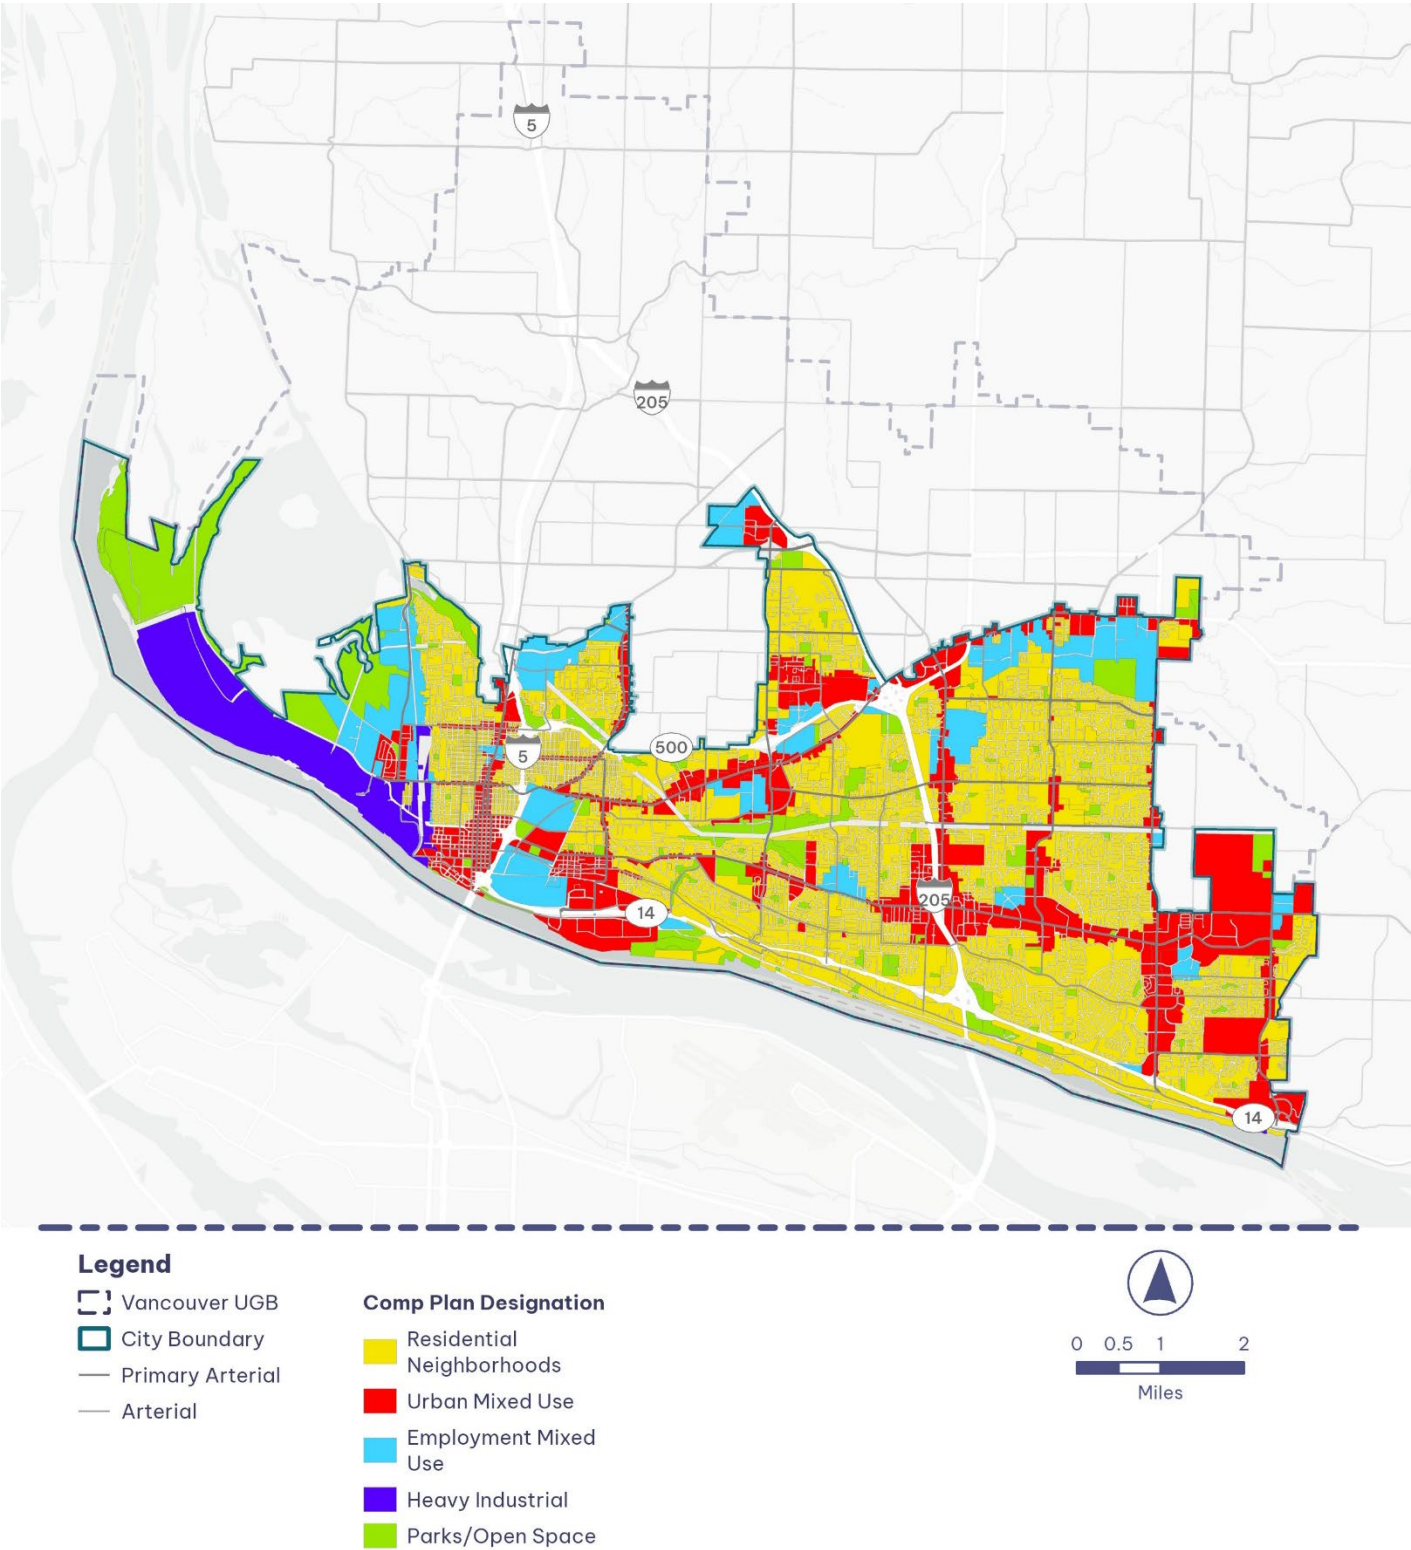 5
205
500
5
205
14
14
Legend
Vancouver UGB
City Boundary
Primary Arterial
Arterial
Comp Plan Designation
Residential
Neighborhoods
Urban Mixed Use
Employment Mixed
Use
Heavy Industrial
Parks/Open Space
0 0.5 1 2
Miles